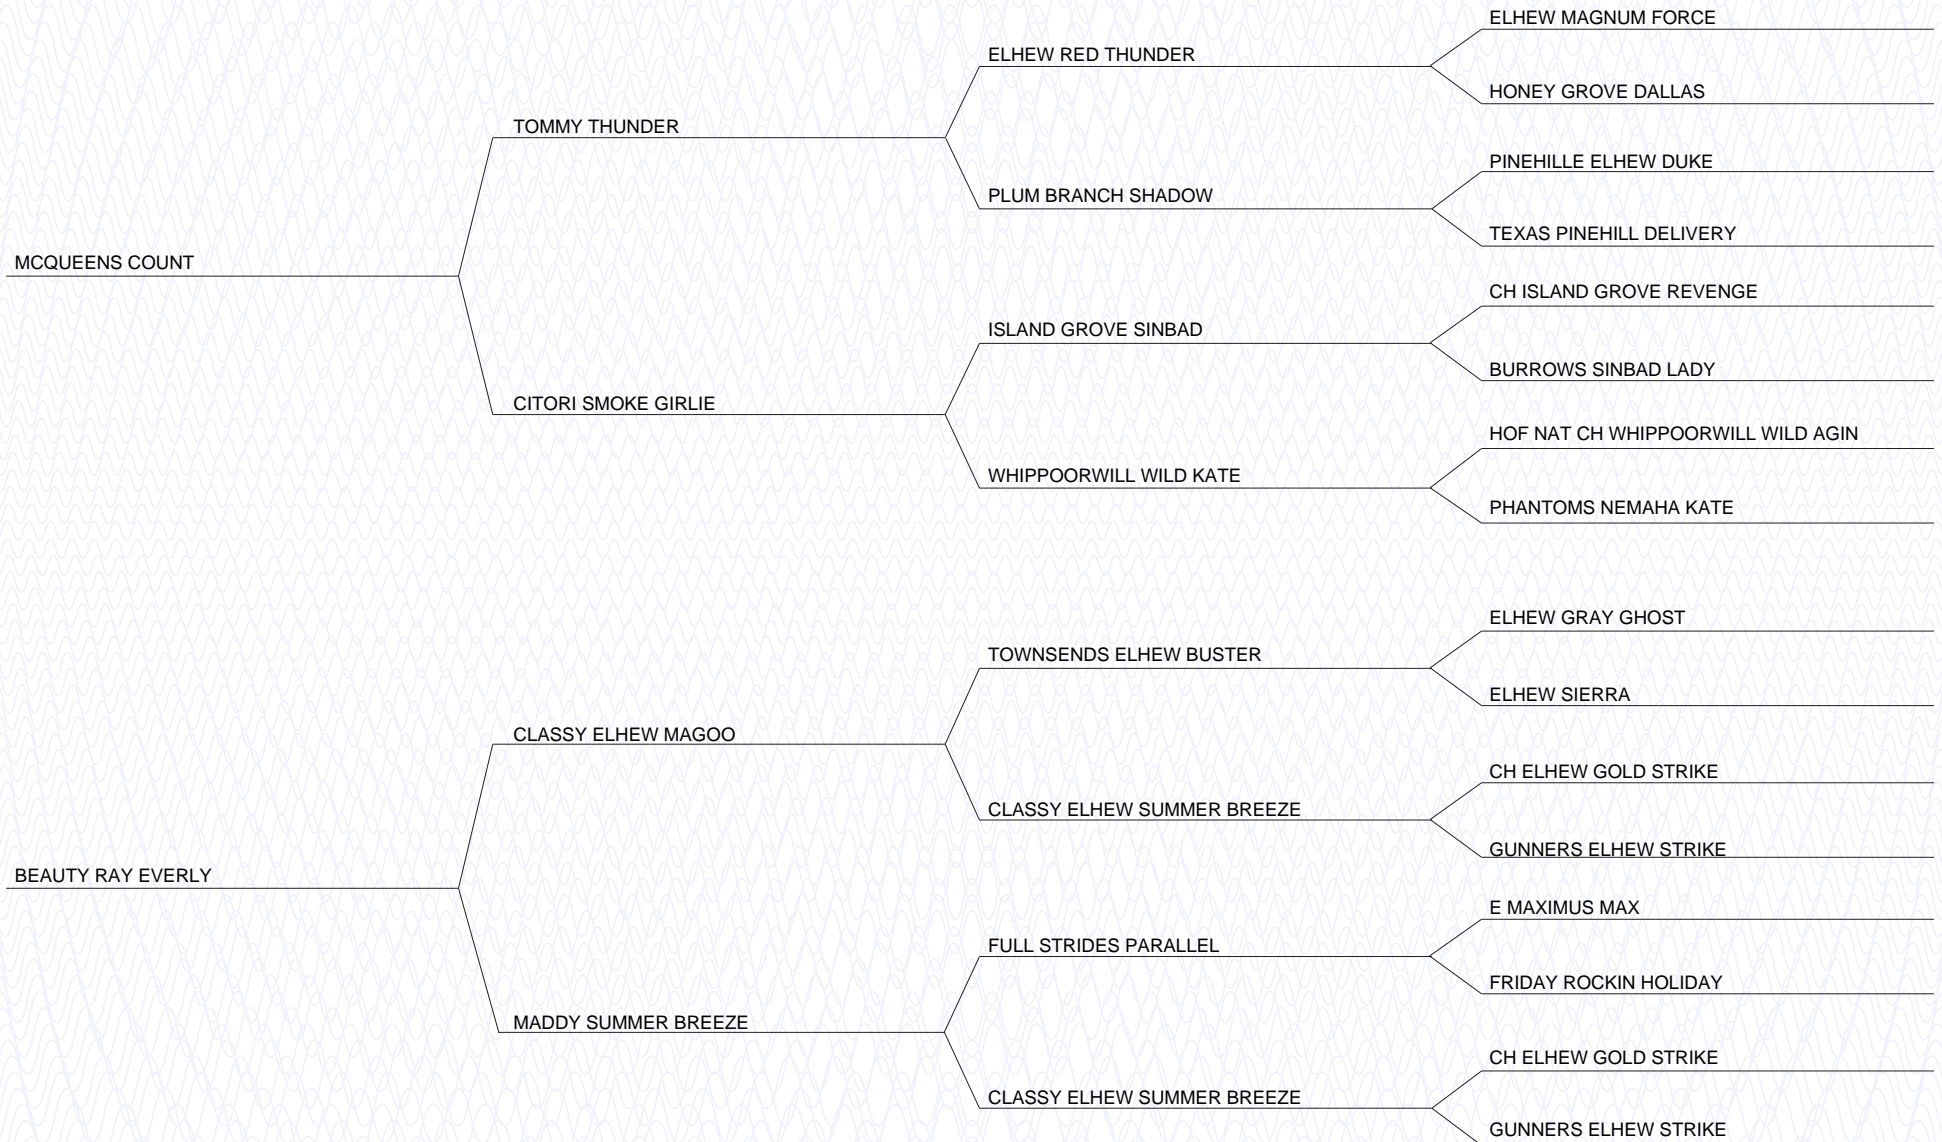 ELHEW MAGNUM FORCE
ELHEW RED THUNDER
HONEY GROVE DALLAS
TOMMY THUNDER
PINEHILLE ELHEW DUKE
PLUM BRANCH SHADOW
TEXAS PINEHILL DELIVERY
MCQUEENS COUNT
CH ISLAND GROVE REVENGE
ISLAND GROVE SINBAD
BURROWS SINBAD LADY
CITORI SMOKE GIRLIE
HOF NAT CH WHIPPOORWILL WILD AGIN
WHIPPOORWILL WILD KATE
PHANTOMS NEMAHA KATE
ELHEW GRAY GHOST
TOWNSENDS ELHEW BUSTER
ELHEW SIERRA
CLASSY ELHEW MAGOO
CH ELHEW GOLD STRIKE
CLASSY ELHEW SUMMER BREEZE
GUNNERS ELHEW STRIKE
BEAUTY RAY EVERLY
E MAXIMUS MAX
FULL STRIDES PARALLEL
FRIDAY ROCKIN HOLIDAY
MADDY SUMMER BREEZE
CH ELHEW GOLD STRIKE
CLASSY ELHEW SUMMER BREEZE
GUNNERS ELHEW STRIKE